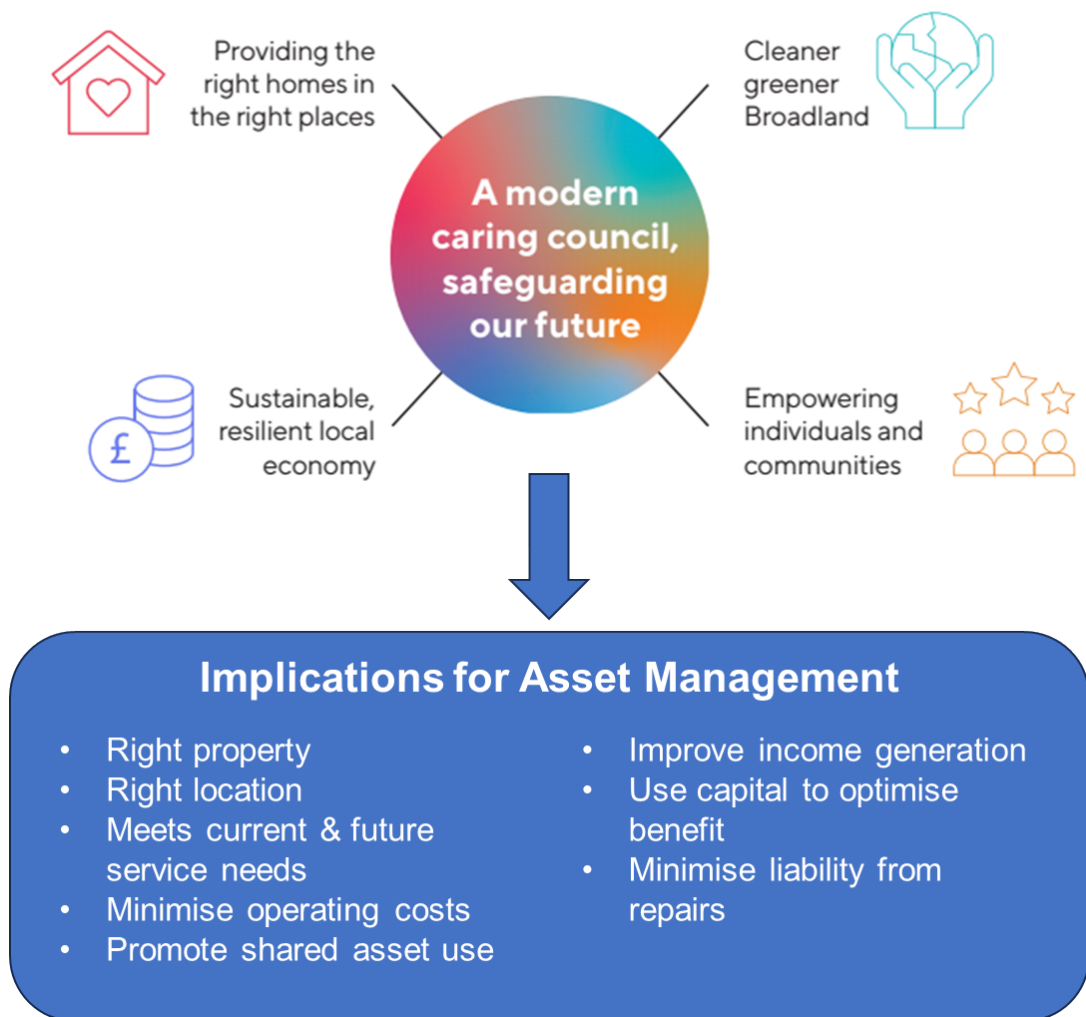 Providing the
right homes in
the right places
Cleaner
greener
Broadland
A modern
caring council,
safeguarding
our future
Sustainable,
resilient local
economy
£
Empowering
individuals and
communities
Implications for Asset Management
• Right property
• Right location
• Meets current & future
service needs
• Minimise operating costs
• Promote shared asset use
• Improve income generation
• Use capital to optimise
benefit
• Minimise liability from
repairs